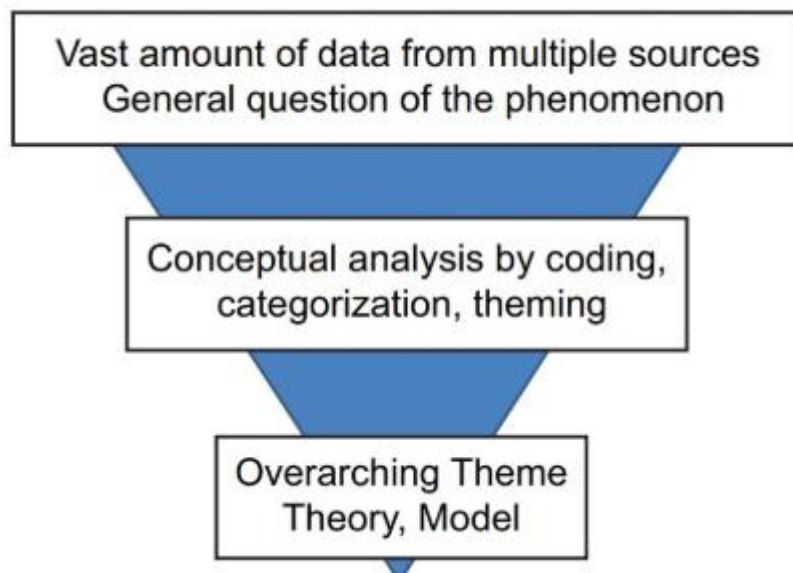 Vast amount of data from multiple sources
General question of the phenomenon
Conceptual analysis by coding,
categorization, theming
Overarching Theme
Theory, Model